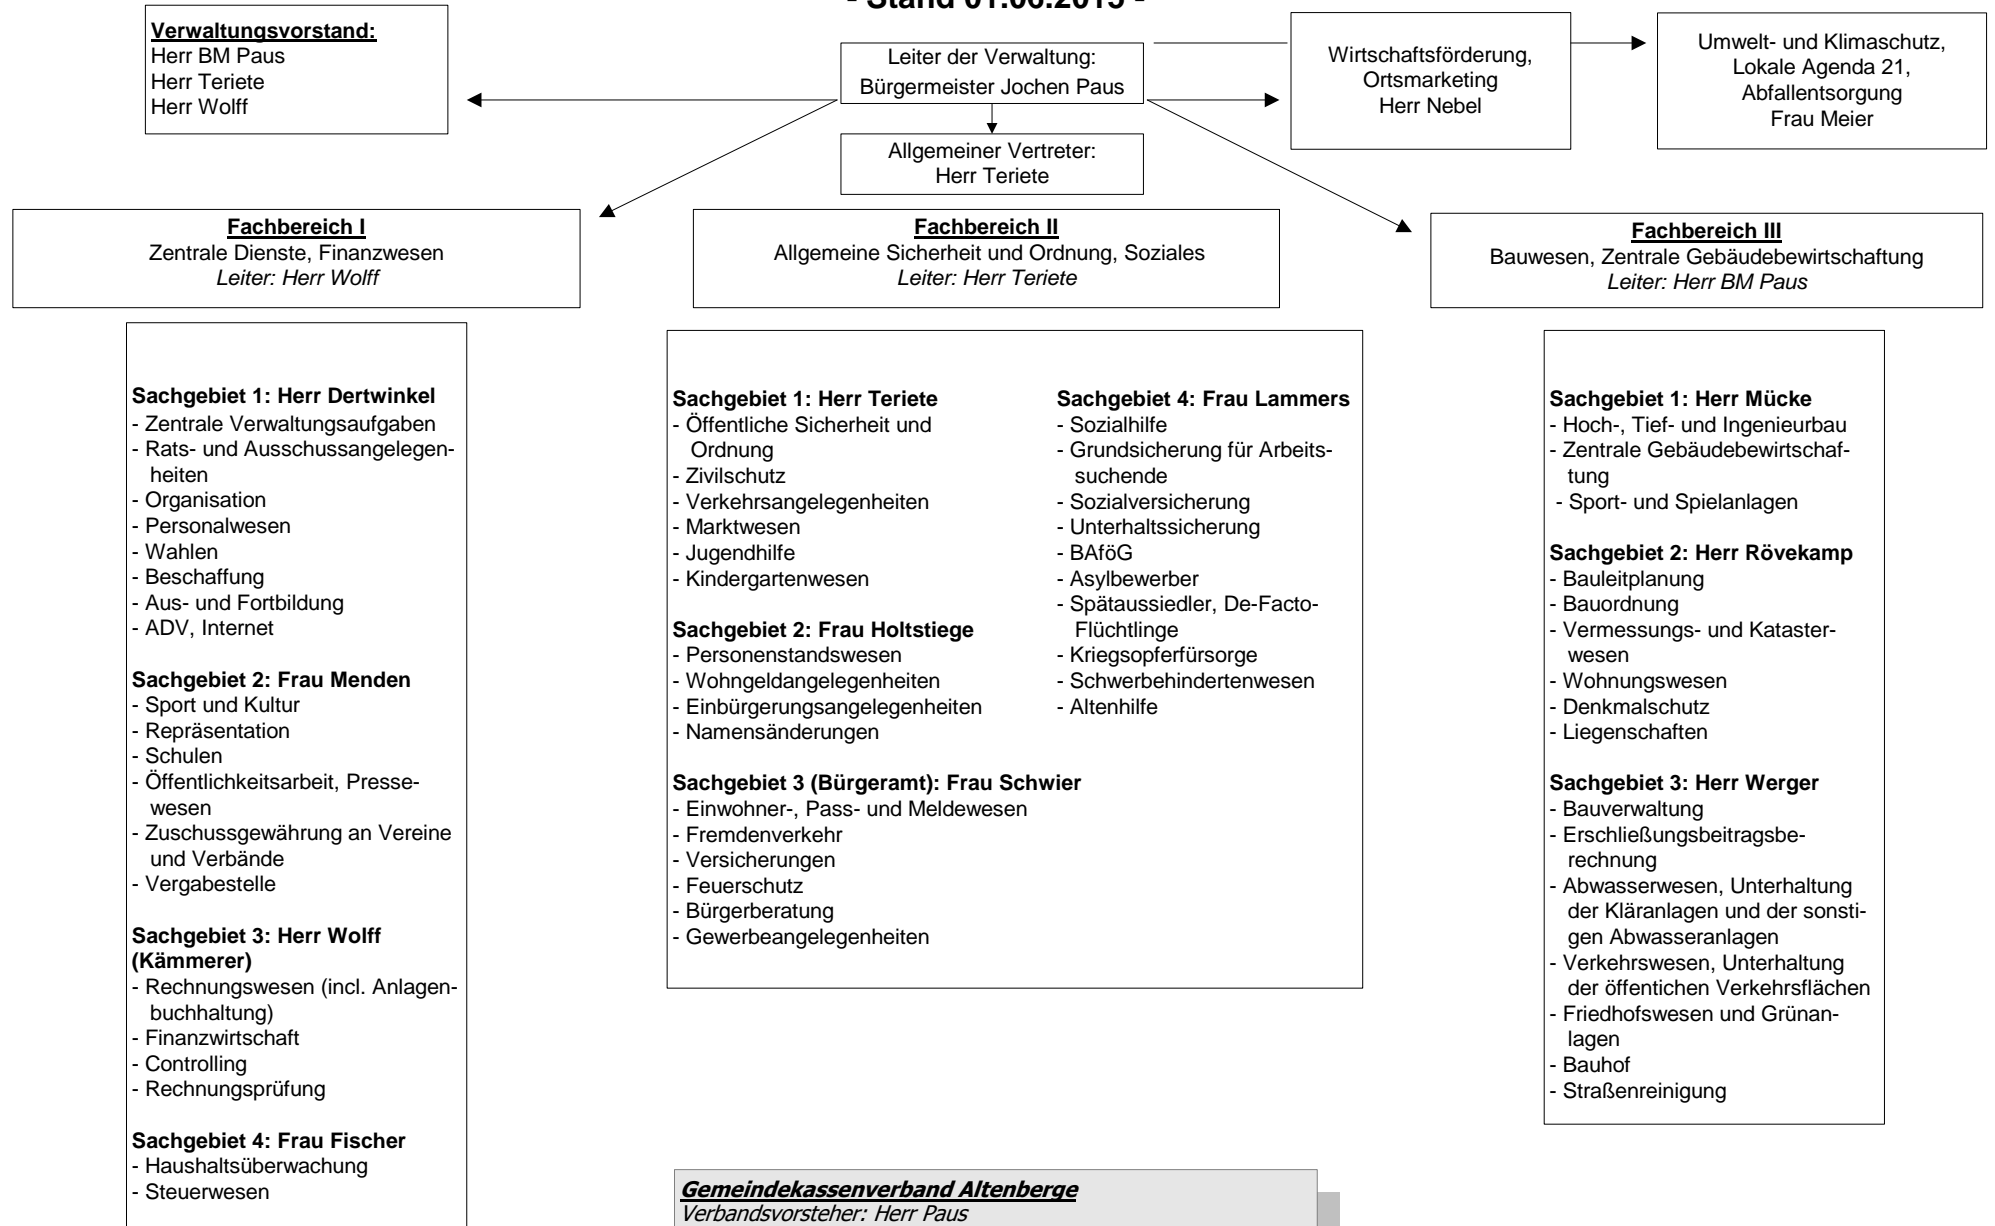 - Stand 01.06.2015 -
Verwaltungsvorstand:
Herr BM Paus
Herr Teriete
Herr Wolff
Leiter der Verwaltung:
Bürgermeister Jochen Paus
Wirtschaftsförderung,
Ortsmarketing
Herr Nebel
Umwelt- und Klimaschutz,
Lokale Agenda 21,
Abfallentsorgung
Frau Meier
Allgemeiner Vertreter:
Herr Teriete
Fachbereich I
Zentrale Dienste, Finanzwesen
Leiter: Herr Wolff
Fachbereich II
Allgemeine Sicherheit und Ordnung, Soziales
Leiter: Herr Teriete
Fachbereich III
Bauwesen, Zentrale Gebäudebewirtschaftung
Leiter: Herr BM Paus
Sachgebiet 1: Herr Dertwinkel
- Zentrale Verwaltungsaufgaben
- Rats- und Ausschussangelegen-
heiten
- Organisation
- Personalwesen
- Wahlen
- Beschaffung
- Aus- und Fortbildung
- ADV, Internet
Sachgebiet 2: Frau Menden
- Sport und Kultur
- Repräsentation
- Schulen
- Öffentlichkeitsarbeit, Presse-
wesen
- Zuschussgewährung an Vereine
und Verbände
- Vergabestelle
Sachgebiet 3: Herr Wolff
(Kämmerer)
- Rechnungswesen (incl. Anlagen-
buchhaltung)
- Finanzwirtschaft
- Controlling
- Rechnungsprüfung
Sachgebiet 4: Frau Fischer
- Haushaltsüberwachung
- Steuerwesen
Sachgebiet 1: Herr Teriete
- Öffentliche Sicherheit und
Ordnung
- Zivilschutz
- Verkehrsangelegenheiten
- Marktwesen
- Jugendhilfe
- Kindergartenwesen
Sachgebiet 2: Frau Holtstiege
- Personenstandswesen
- Wohngeldangelegenheiten
- Einbürgerungsangelegenheiten
- Namensänderungen
Sachgebiet 3 (Bürgeramt): Frau Schwier
- Einwohner-, Pass- und Meldewesen
- Fremdenverkehr
- Versicherungen
- Feuerschutz
- Bürgerberatung
- Gewerbeangelegenheiten
Sachgebiet 4: Frau Lammers
- Sozialhilfe
- Grundsicherung für Arbeits-
suchende
- Sozialversicherung
- Unterhaltssicherung
- BAföG
- Asylbewerber
- Spätaussiedler, De-Facto-
Flüchtlinge
- Kriegsopferfürsorge
- Schwerbehindertenwesen
- Altenhilfe
Sachgebiet 1: Herr Mücke
- Hoch-, Tief- und Ingenieurbau
- Zentrale Gebäudebewirtschaf-
tung
- Sport- und Spielanlagen
Sachgebiet 2: Herr Rövekamp
- Bauleitplanung
- Bauordnung
- Vermessungs- und Kataster-
wesen
- Wohnungswesen
- Denkmalschutz
- Liegenschaften
Sachgebiet 3: Herr Werger
- Bauverwaltung
- Erschließungsbeitragsbe-
rechnung
- Abwasserwesen, Unterhaltung
der Kläranlagen und der sonsti-
gen Abwasseranlagen
- Verkehrswesen, Unterhaltung
der öffentichen Verkehrsflächen
- Friedhofswesen und Grünan-
lagen
- Bauhof
- Straßenreinigung
Gemeindekassenverband Altenberge
Verbandsvorsteher: Herr Paus